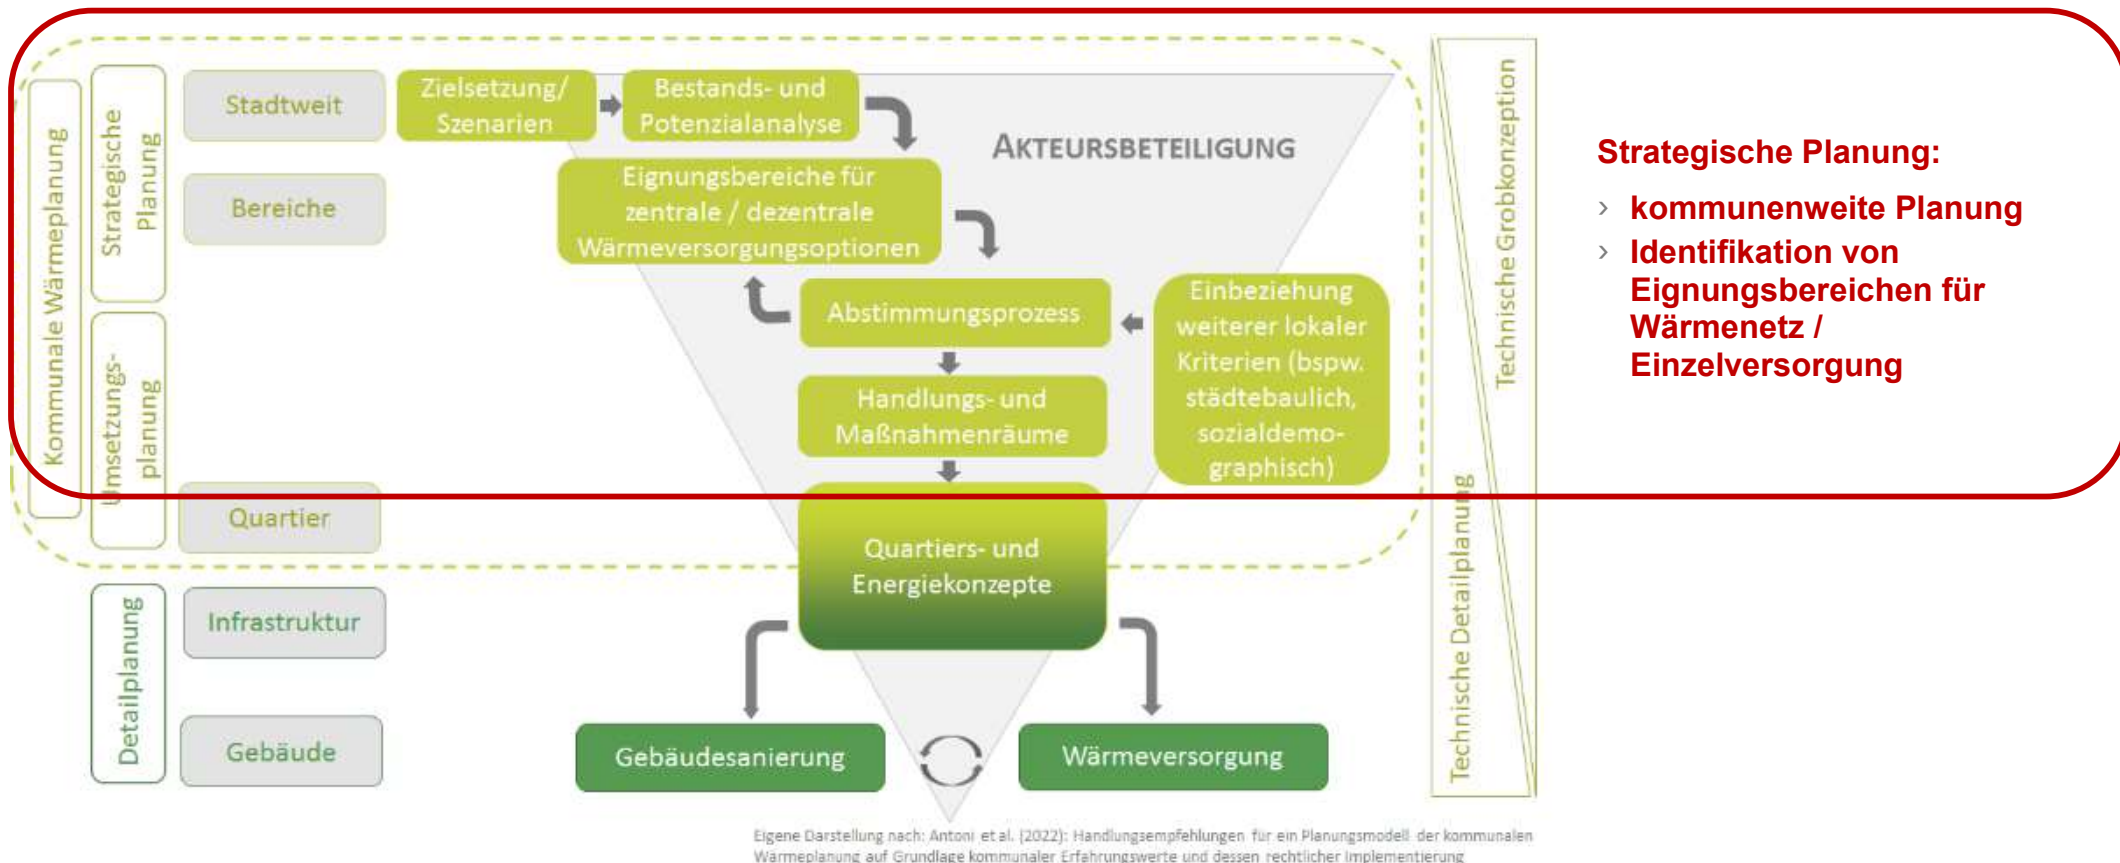 Kommunale Wärmeplanung
Strategische
Planung
Umsetzungs-
planung
Detailplanung
Stadtweit
Bereiche
Quartier
Infrastruktur
Gebäude
Zielsetzung/
Szenarien
Bestands- und
Potenzialanalyse
AKTEURSBETEILIGUNG
Eignungsbereiche für
zentrale / dezentrale
Wärmeversorgungsoptionen
Abstimmungsprozess
Einbeziehung
weiterer lokaler
Kriterien (bspw.
städtebaulich,
sozialdemo-
graphisch)
Handlungs- und
Maßnahmenräume
Quartiers- und
Energiekonzepte
Gebäudesanierung
Wärmeversorgung
Technische Grobkonzeption
Technische Detailplanung
Strategische Planung:
› kommunenweite Planung
› Identifikation von
Eignungsbereichen für
Wärmenetz /
Einzelversorgung
Eigene Darstellung nach: Antoni et al. (2022): Handlungsempfehlungen für ein Planungsmodell der kommunalen
Wärmeplanung auf Grundlage kommunaler Erfahrungswerte und dessen rechtlicher Implementierung